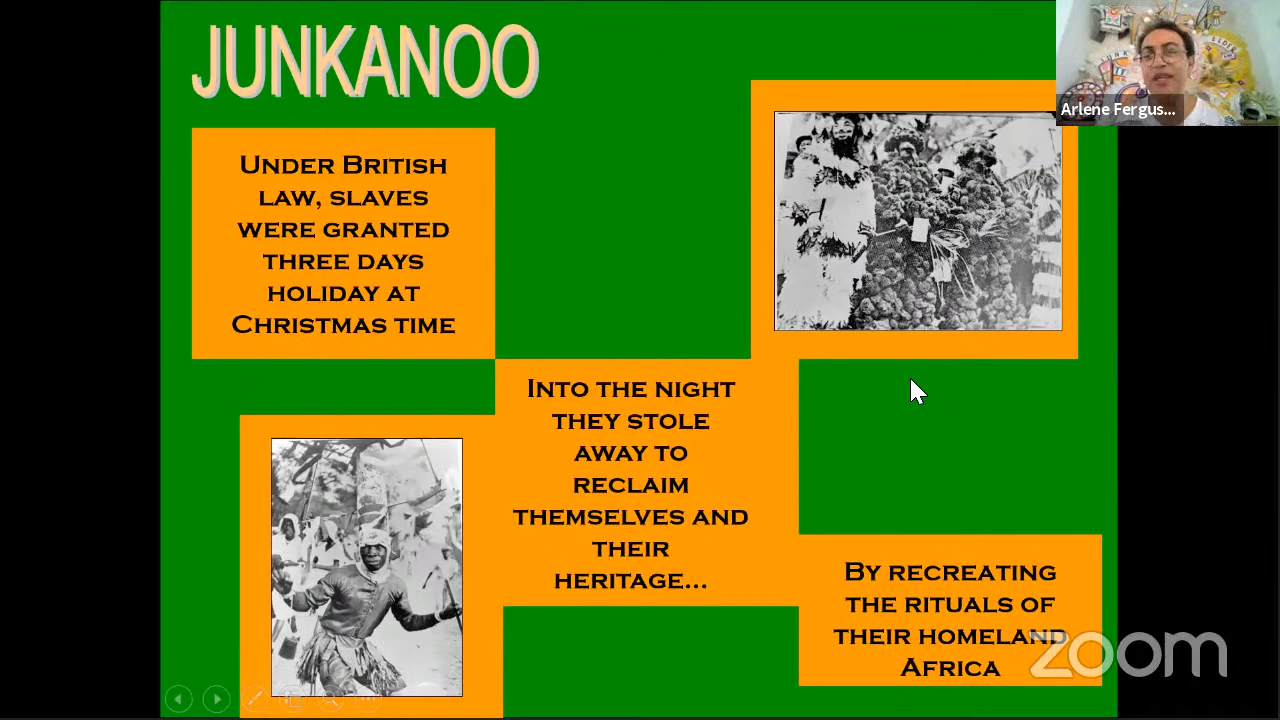 JUNKANOO
Arlene Fergus...
UNDER BRITISH
LAW, SLAVES
WERE GRANTED
THREE DAYS
HOLIDAY AT
CHRISTMAS TIME
INTO THE NIGHT
THEY STOLE
AWAY TO
RECLAIM
THEMSELVES AND
THEIR
HERITAGE...
BY RECREATING
THE RITUALS OF
THEIR HOMELAND
AFRICA
zoom